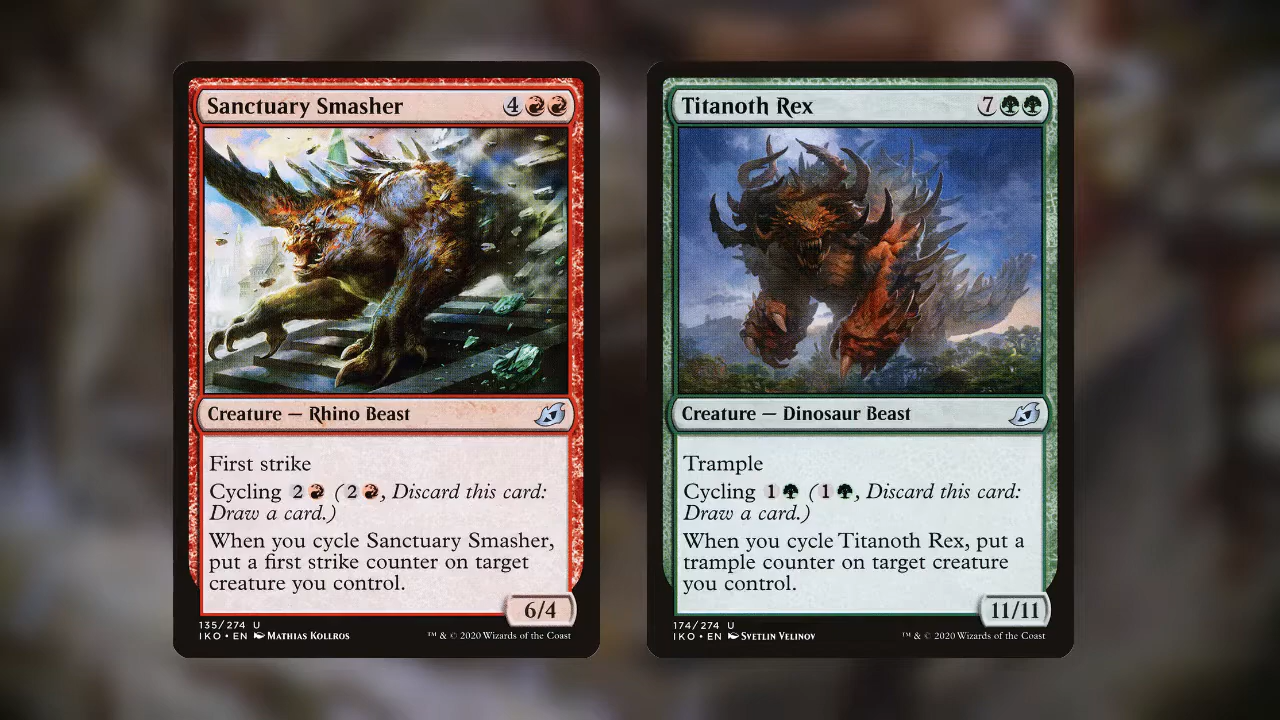 Sanctuary Smasher 4
First strike
Creature — Rhino Beast
Cycling 2 (2, Discard this card:
Draw a card.)
When you cycle Sanctuary Smasher,
put a first strike counter on target
creature you control.
6/4
135/274 U
IKO • EN Mathias Kollros
™ & © 2020 Wizards of the Coast
Titanoth Rex 7
Creature — Dinosaur Beast
Trample
Cycling 1 (1, Discard this card:
Draw a card.)
When you cycle Titanoth Rex, put a
trample counter on target creature
you control.
11/11
174/274 U
IKO • EN Svetlin Velinov
™ & © 2020 Wizards of the Coast